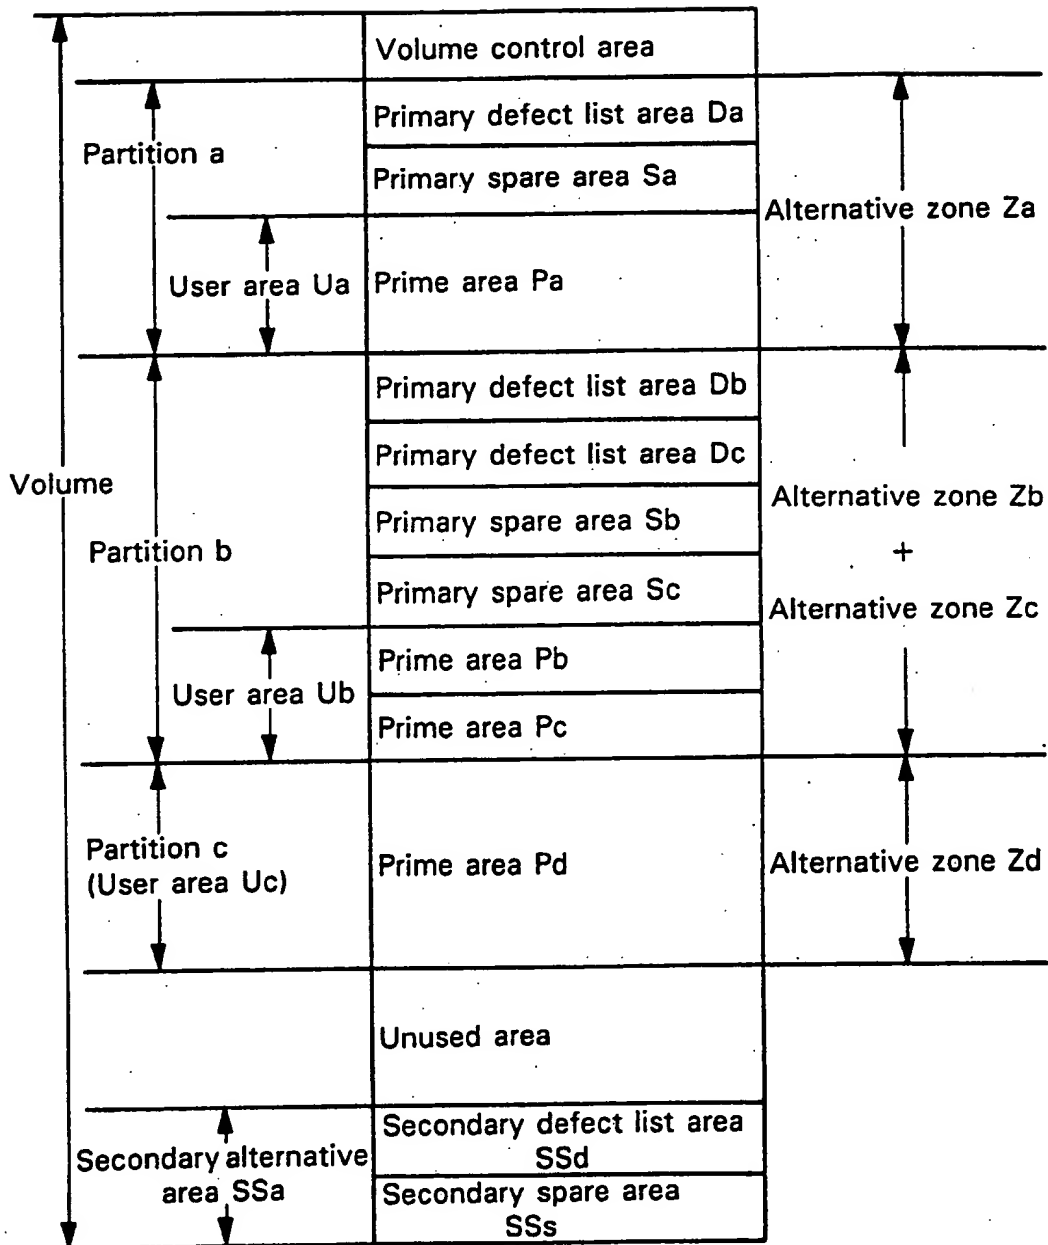 Volume control area
Primary defect list area Da
Partition a
Primary spare area Sa
Alternative zone Za
User area Ua
Prime area Pa
Primary defect list area Db
Primary defect list area Dc
Volume
Alternative zone Zb
Primary spare area Sb
Partition b
+
Primary spare area Sc
Alternative zone Zc
Prime area Pb
User area Ub
Prime area Pc
Partition c
(User area Uc)
Prime area Pd
Alternative zone Zd
Unused area
Secondary defect list area
SSd
Secondary alternative
area SSa
Secondary spare area
SSs